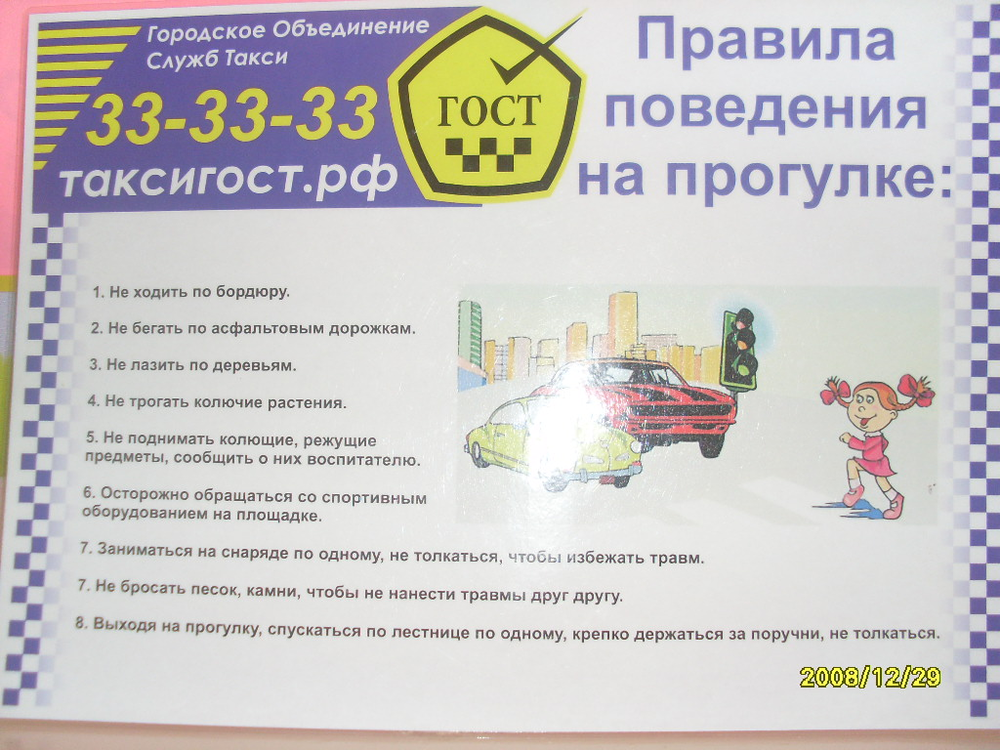 Городское Объединение
Служб Такси
33-33-33
таксигост.рф
ГОСТ
Правила
поведения
на прогулке:
1. Не ходить по бордюру.
2. Не бегать по асфальтовым дорожкам.
3. Не лазить по деревьям.
4. Не трогать колючие растения.
5. Не поднимать колющие, режущие
предметы, сообщить о них воспитателю.
6. Осторожно обращаться со спортивным
оборудованием на площадке.
7. Заниматься на снаряде по одному, не толкаться, чтобы избежать травм.
7. Не бросать песок, камни, чтобы не нанести травмы друг другу.
8. Выходя на прогулку, спускаться по лестнице по одному, крепко держаться за поручни, не толкаться.
2008/12/29